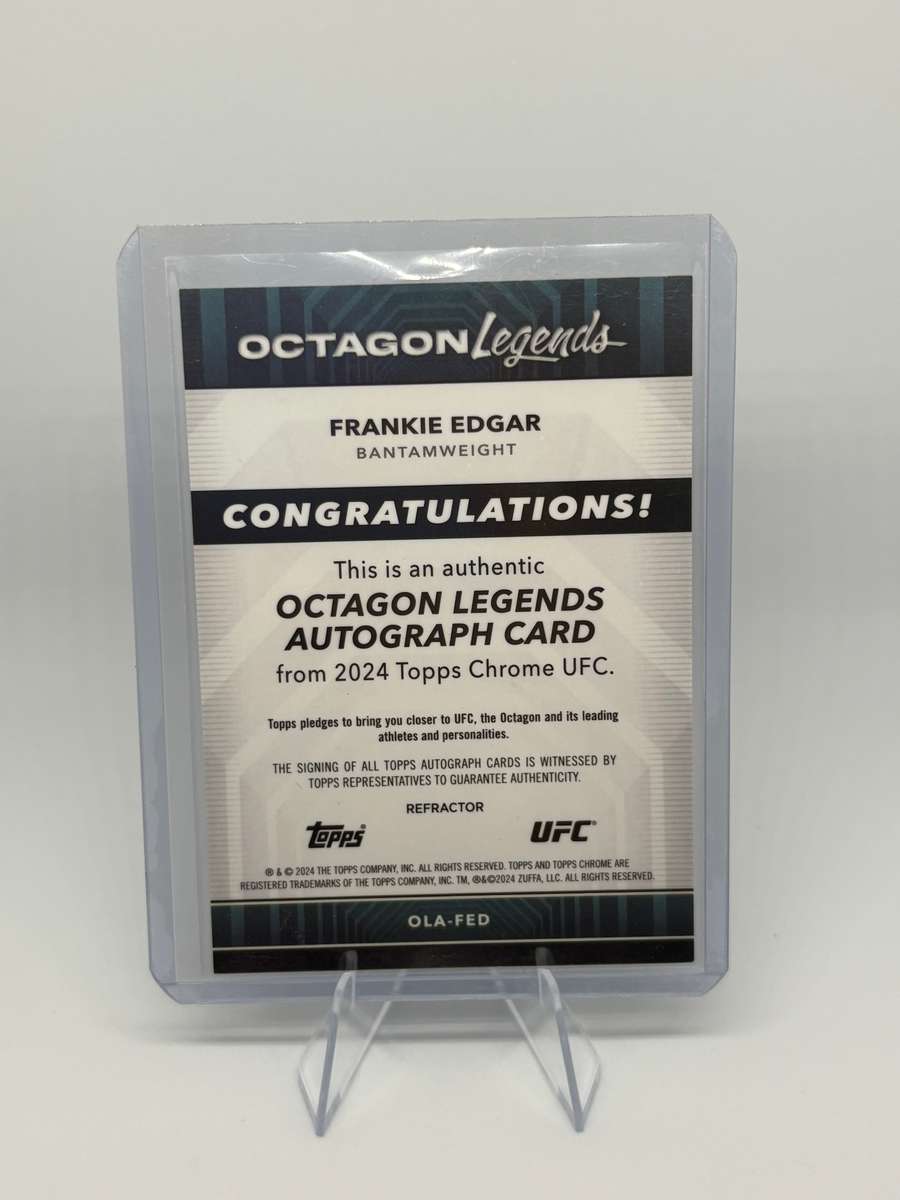 OCTAGON Legends
FRANKIE EDGAR
BANTAMWEIGHT
CONGRATULATIONS!
This is an authentic
OCTAGON LEGENDS
AUTOGRAPH CARD
from 2024 Topps Chrome UFC.
Topps pledges to bring you closer to UFC, the Octagon and its leading
athletes and personalities.
THE SIGNING OF ALL TOPPS AUTOGRAPH CARDS IS WITNESSED BY
TOPPS REPRESENTATIVES TO GUARANTEE AUTHENTICITY.
REFRACTOR
Topps® UFC®
® & © 2024 THE TOPPS COMPANY, INC. ALL RIGHTS RESERVED. TOPPS AND TOPPS CHROME ARE
REGISTERED TRADEMARKS OF THE TOPPS COMPANY, INC. TM, ®&©2024 ZUFFA, LLC. ALL RIGHTS RESERVED.
OLA-FED